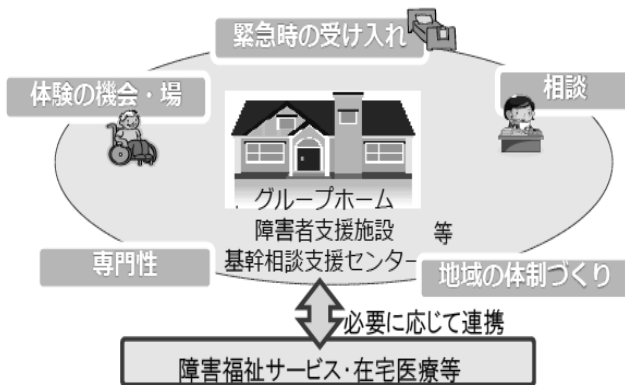 緊急時の受け入れ
体験の機会・場
相談
グループホーム
障害者支援施設 等
基幹相談支援センター
専門性
地域の体制づくり
必要に応じて連携
障害福祉サービス・在宅医療等